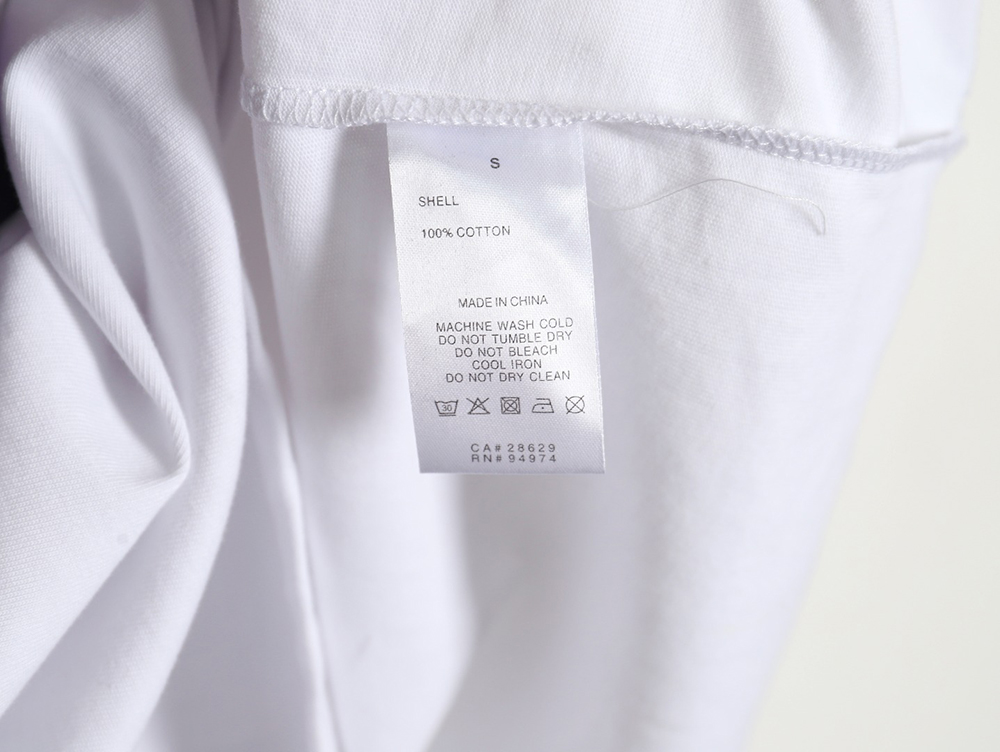 S
SHELL
100% COTTON
MADE IN CHINA
MACHINE WASH COLD
DO NOT TUMBLE DRY
DO NOT BLEACH
COOL IRON
DO NOT DRY CLEAN
30
CA# 28629
RN# 94974